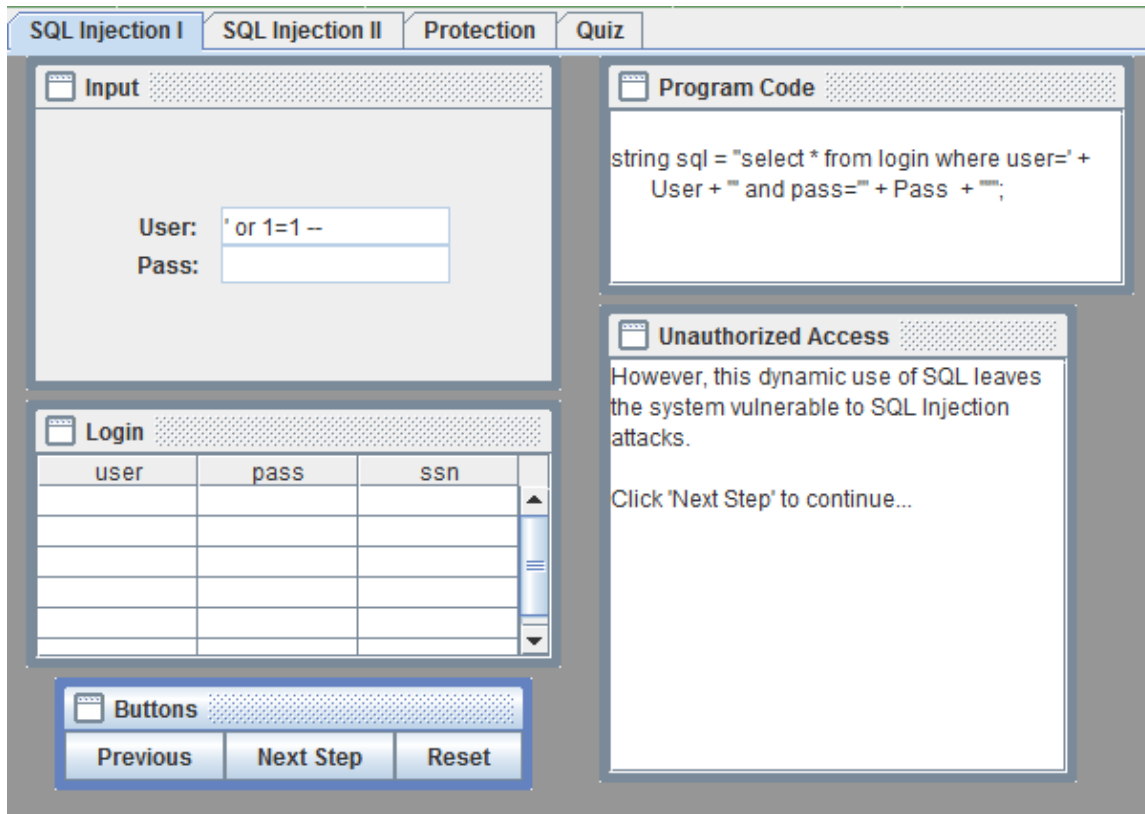 SQL Injection I SQL Injection II Protection Quiz
Input
User: ' or 1=1 --
Pass:
Login
user pass ssn
Buttons
Previous Next Step Reset
Program Code
string sql = "select * from login where user=' +
User + "' and pass='" + Pass + "'";
Unauthorized Access
However, this dynamic use of SQL leaves
the system vulnerable to SQL Injection
attacks.
Click 'Next Step' to continue...